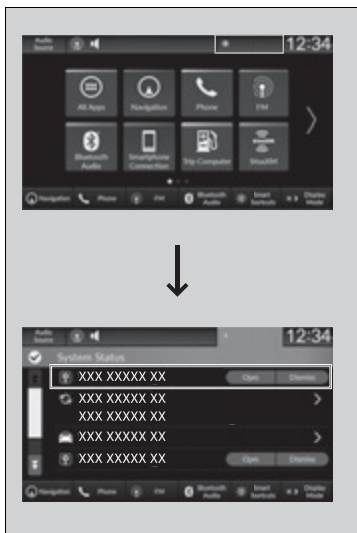 Audio Source
12:34
All Apps
Navigation
Phone
FM
Bluetooth Audio
Smartphone Connection
Trip Computer
SiriusXM
Navigation
Phone
FM
Bluetooth Audio
Smart Shortcuts
Display Mode
Audio Source
12:34
System Status
XXX XXXXX XX
Open
Dismiss
XXX XXXXX XX
XXX XXXXX XX
XXX XXXXX XX
XXX XXXXX XX
Open
Dismiss
Navigation
Phone
FM
Bluetooth Audio
Smart Shortcuts
Display Mode